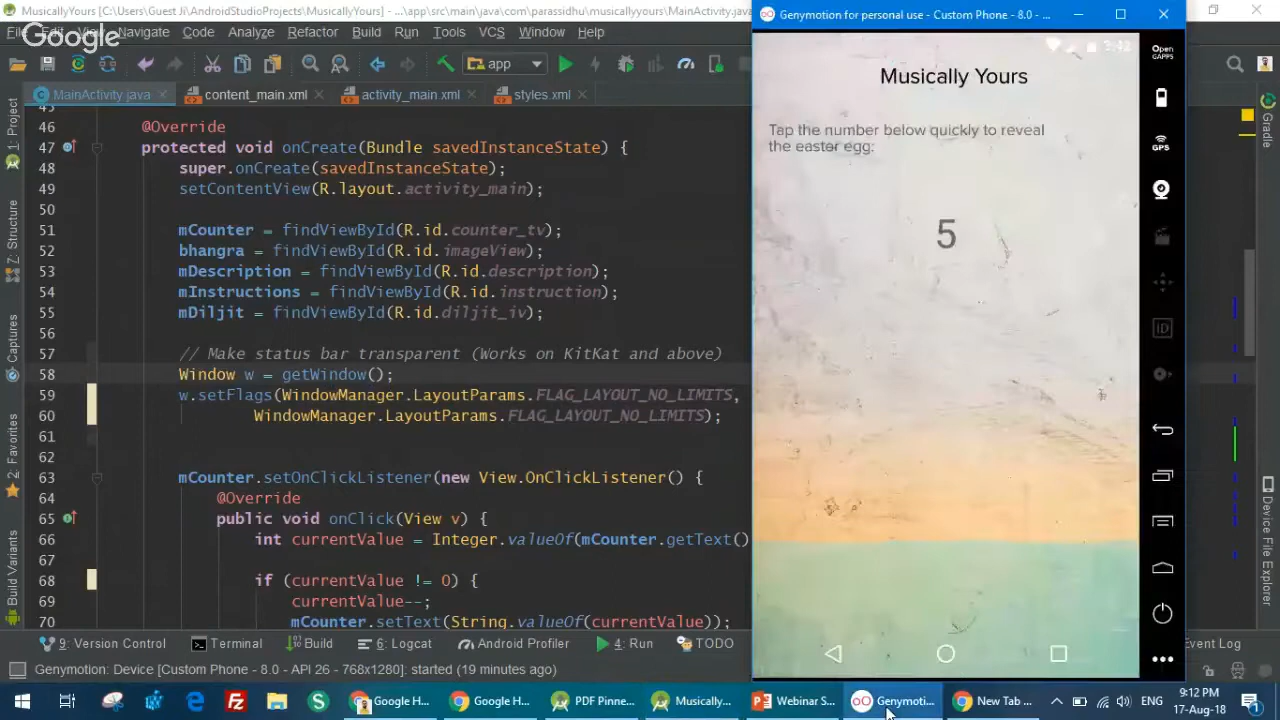 MusicallyYours [C:\Users\Guest Ji\AndroidStudioProjects\MusicallyYours] - ...\app\src\main\java\com\parassidhu\musicallyyours\MainActivity.java
Genymotion for personal use - Custom Phone - 8.0 - ...
Google
Navigate Code Analyze Refactor Build Run Tools VCS Window Help
app
MainActivity.java
content_main.xml
activity_main.xml
styles.xml
1: Project
Z: Structure
Captures
2: Favorites
Build Variants
45
46 @Override
47 protected void onCreate(Bundle savedInstanceState) {
48 super.onCreate(savedInstanceState);
49 setContentView(R.layout.activity_main);
50
51 mCounter = findViewById(R.id.counter_tv);
52 bhangra = findViewById(R.id.imageView);
53 mDescription = findViewById(R.id.description);
54 mInstructions = findViewById(R.id.instruction);
55 mDiljit = findViewById(R.id.diljit_iv);
56
57 // Make status bar transparent (Works on KitKat and above)
58 Window w = getWindow();
59 w.setFlags(WindowManager.LayoutParams.FLAG_LAYOUT_NO_LIMITS,
60 WindowManager.LayoutParams.FLAG_LAYOUT_NO_LIMITS);
61
62
63 mCounter.setOnClickListener(new View.OnClickListener() {
64 @Override
65 public void onClick(View v) {
66 int currentValue = Integer.valueOf(mCounter.getText()
67
68 if (currentValue != 0) {
69 currentValue--;
70 mCounter.setText(String.valueOf(currentValue));
3:42
Musically Yours
Tap the number below quickly to reveal
the easter egg:
5
Open
GAPPS
GPS
ID
Gradle
Device File Explorer
9: Version Control Terminal Build 6: Logcat Android Profiler 4: Run TODO
Event Log
Genymotion: Device [Custom Phone - 8.0 - API 26 - 768x1280]: started (19 minutes ago)
Google H...
Google H...
PDF Pinne...
Musically...
Webinar S...
Genymoti...
New Tab ...
ENG
9:12 PM
17-Aug-18